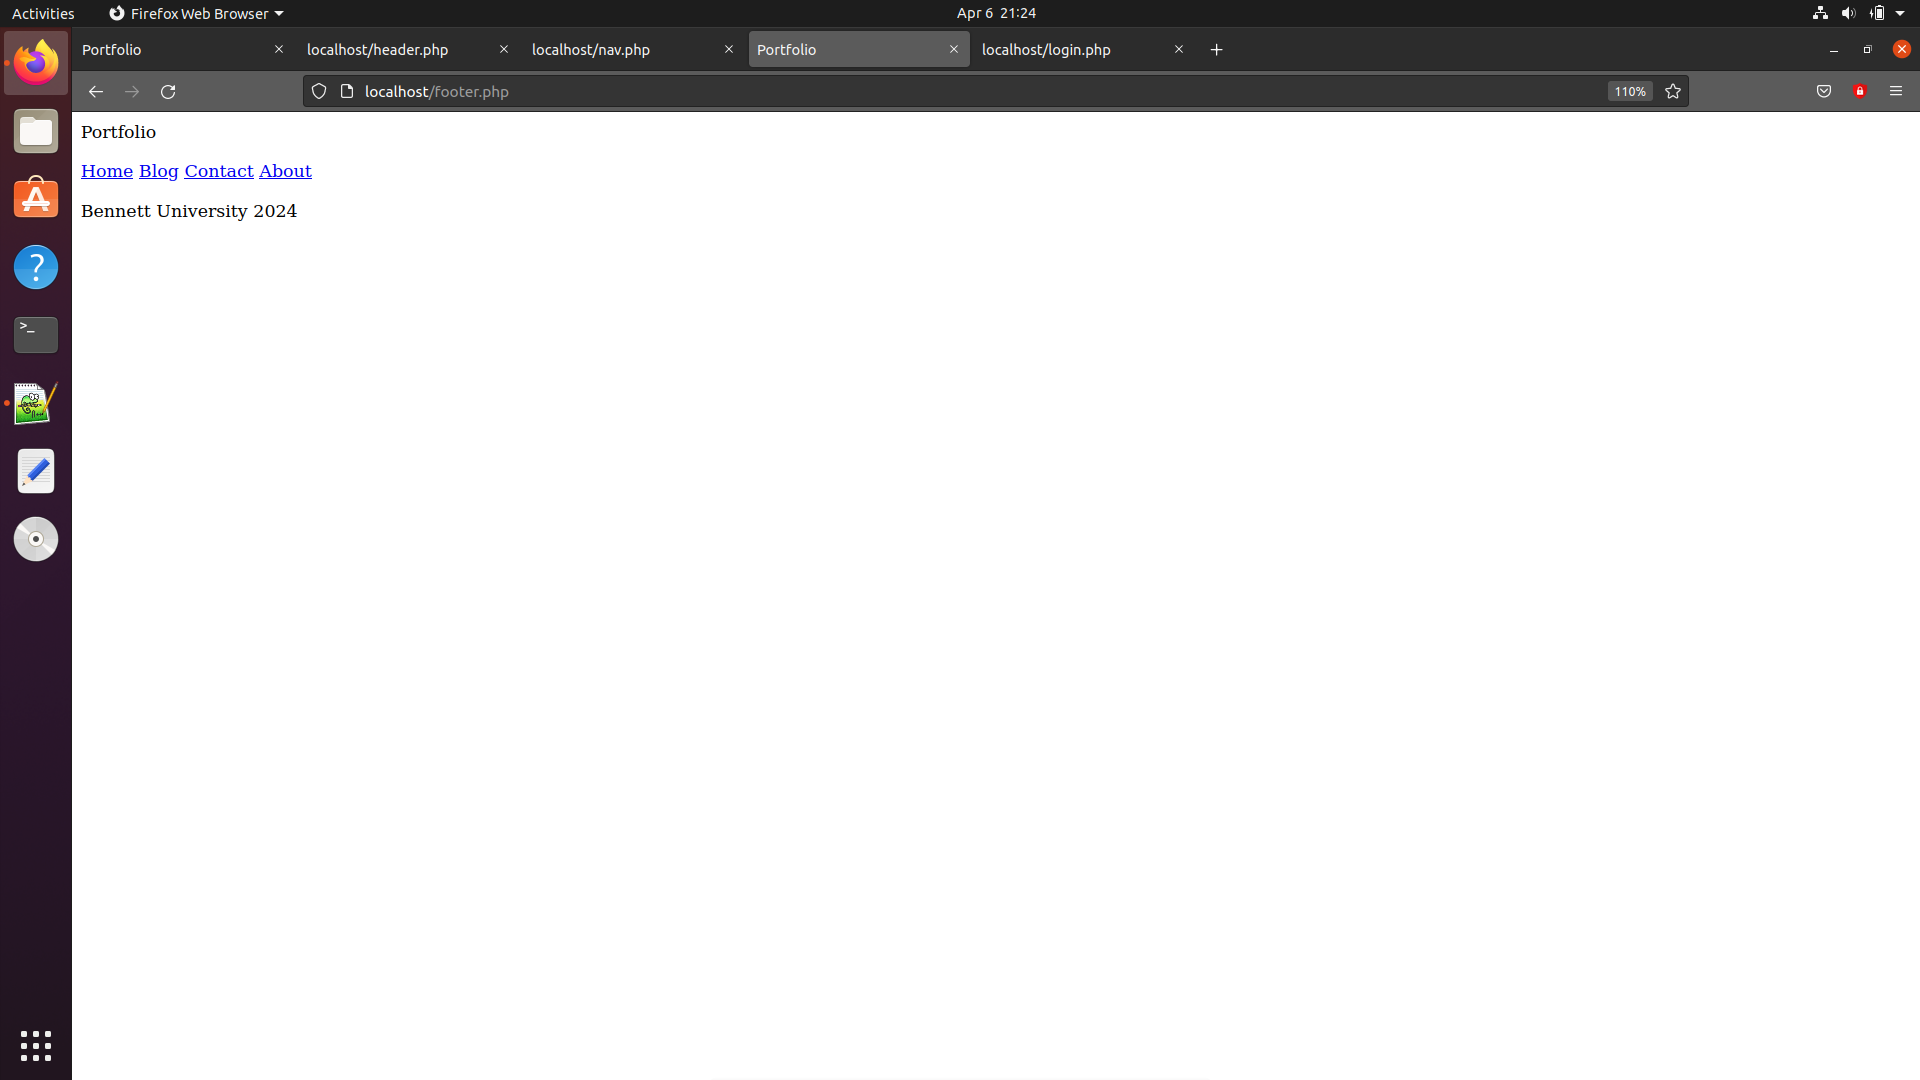 Activities Firefox Web Browser Apr 6 21:24
Portfolio localhost/header.php localhost/nav.php Portfolio localhost/login.php
localhost/footer.php 110%
Portfolio
Home Blog Contact About
Bennett University 2024